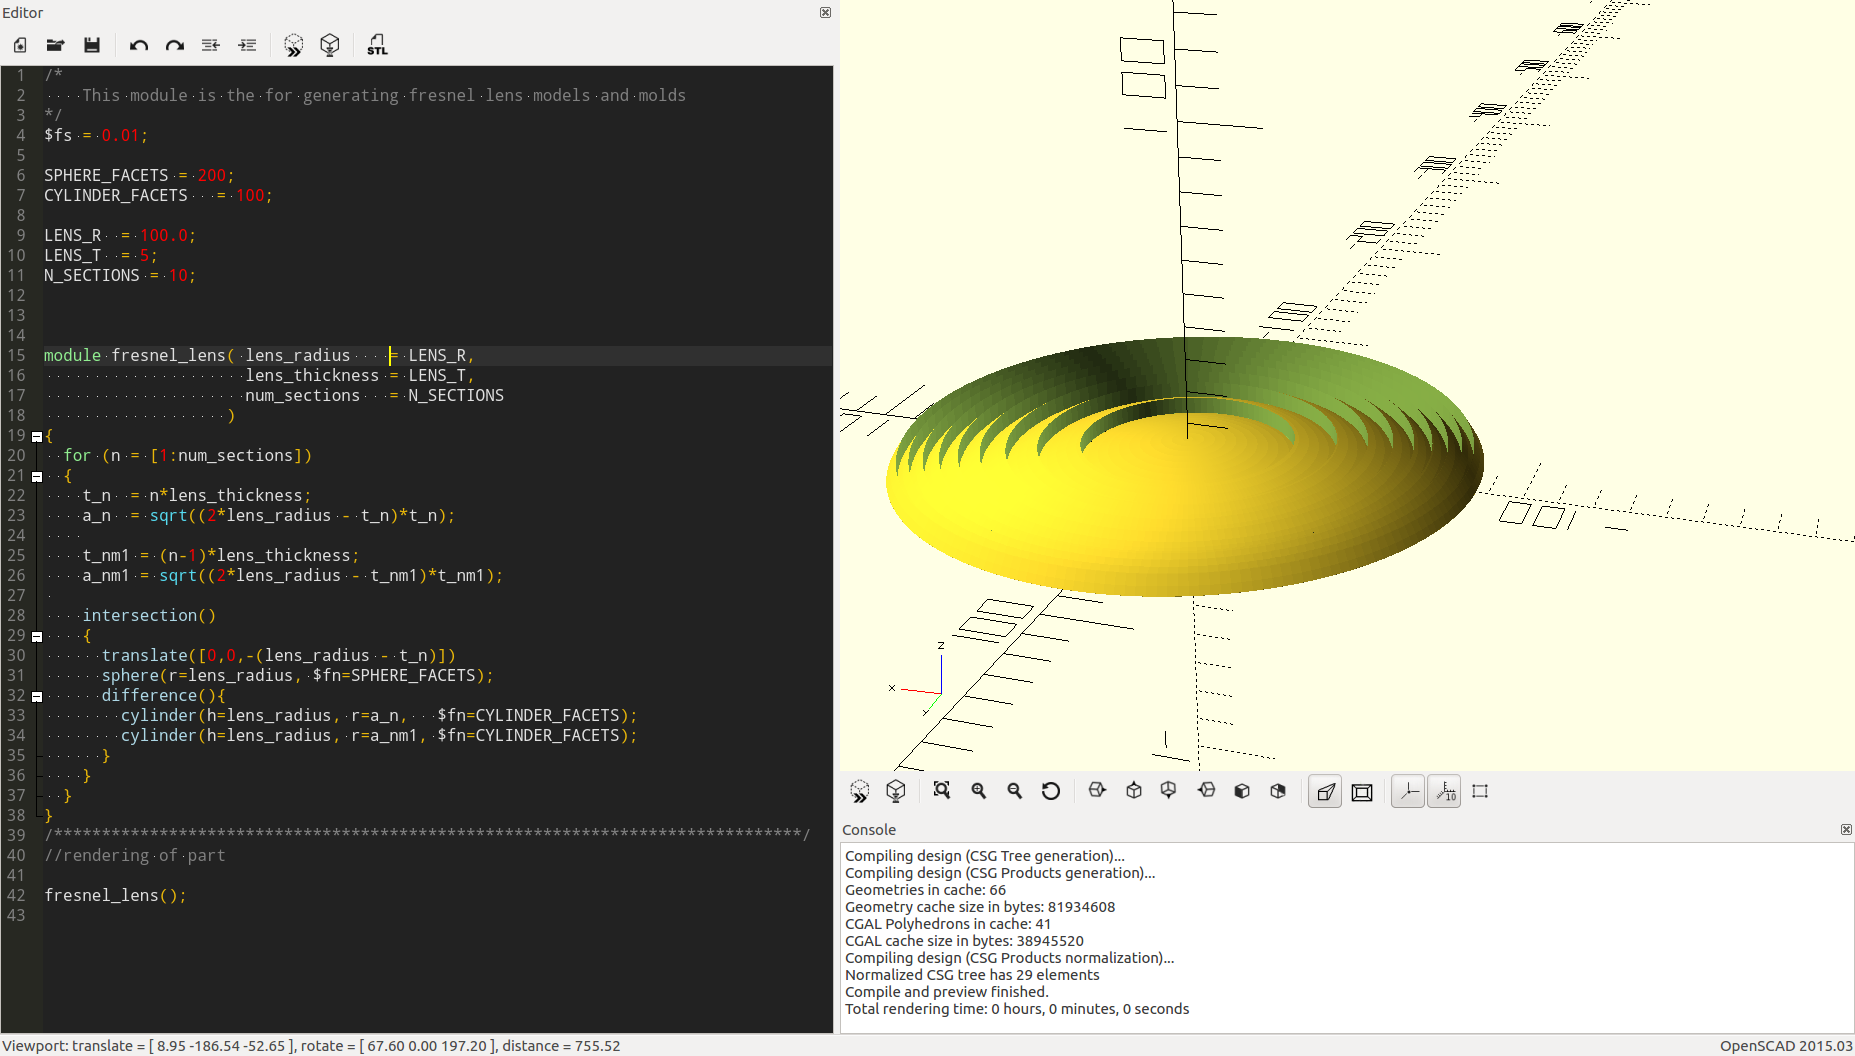 Editor
STL
1 /*
2 This module is the for generating fresnel lens models and molds
3 */
4 $fs = 0.01;
5
6 SPHERE_FACETS = 200;
7 CYLINDER_FACETS = 100;
8
9 LENS_R = 100.0;
10 LENS_T = 5;
11 N_SECTIONS = 10;
12
13
14
15 module fresnel_lens( lens_radius = LENS_R,
16 lens_thickness = LENS_T,
17 num_sections = N_SECTIONS
18 )
19 {
20 for (n = [1:num_sections])
21 {
22 t_n = n*lens_thickness;
23 a_n = sqrt((2*lens_radius - t_n)*t_n);
24
25 t_nm1 = (n-1)*lens_thickness;
26 a_nm1 = sqrt((2*lens_radius - t_nm1)*t_nm1);
27
28 intersection()
29 {
30 translate([0,0,-(lens_radius - t_n)])
31 sphere(r=lens_radius, $fn=SPHERE_FACETS);
32 difference(){
33 cylinder(h=lens_radius, r=a_n, $fn=CYLINDER_FACETS);
34 cylinder(h=lens_radius, r=a_nm1, $fn=CYLINDER_FACETS);
35 }
36 }
37 }
38 }
39 /******************************************************************************/
40 //rendering of part
41
42 fresnel_lens();
43
z
x
y
10
Console
Compiling design (CSG Tree generation)...
Compiling design (CSG Products generation)...
Geometries in cache: 66
Geometry cache size in bytes: 81934608
CGAL Polyhedrons in cache: 41
CGAL cache size in bytes: 38945520
Compiling design (CSG Products normalization)...
Normalized CSG tree has 29 elements
Compile and preview finished.
Total rendering time: 0 hours, 0 minutes, 0 seconds
Viewport: translate = [ 8.95 -186.54 -52.65 ], rotate = [ 67.60 0.00 197.20 ], distance = 755.52
OpenSCAD 2015.03